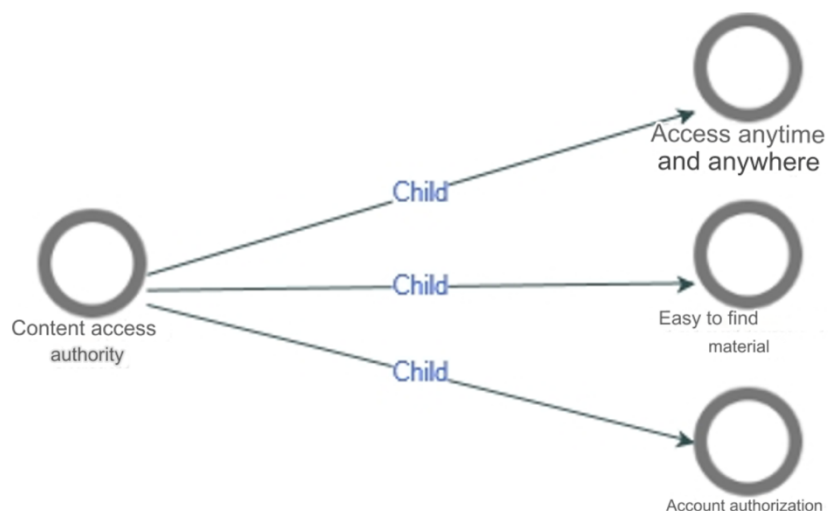 Access anytime
and anywhere
Child
Child
Easy to find
material
Content access
authority
Child
Account authorization